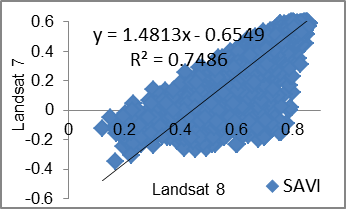 0.6
y = 1.4813x - 0.6549
R² = 0.7486
0.4
0.2
0
-0.2
-0.4
-0.6
0
0.2
0.4
0.6
0.8
Landsat 7
Landsat 8
SAVI